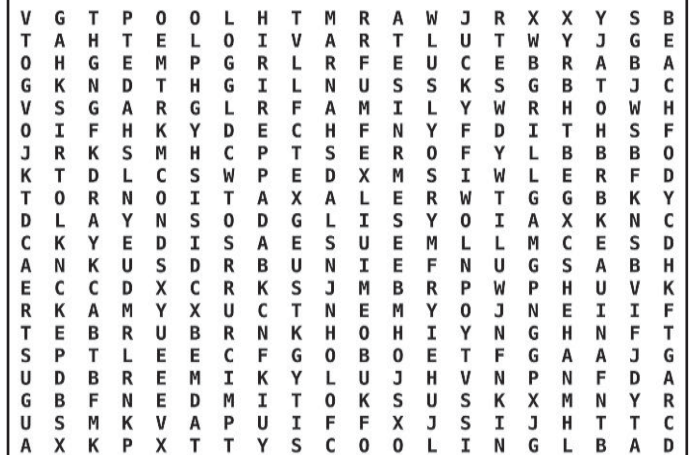 V G T P O O L H T M R A W J R X X Y S B
T A H T E L O I V A R T L U T W Y J G E
O H G E M P G R L R F E U C E B R A B A
G K N D T H G I L N U S S K S G B T J C
V S G A R G L R F A M I L Y W R H O W H
O I F H K Y D E C H F N Y F D I T H S F
J R K S M H C P T S E R O F Y L B B B O
K T D L C S W P E D X M S I W L E R F D
T O R N O I T A X A L E R W T G G B K Y
D L A Y N S O D G L I S Y O I A X K N C
C K Y E D I S A E S U E M L L M C E S D
A N K U S D R B U N I E F N U G S A B H
E C C D X C R K S J M B R P W P H U V K
R K A M Y X U C T N E M Y O J N E I I F
T E B R U B R N K H O H I Y N G H N F T
S P T L E E C F G O B O E T F G A A J G
U D B R E M I K Y L U J H V N P N F D A
G B F N E D M I T O K S U S K X M N Y R
U S M K V A P U I F F X J S I J H T T C
A X K P X T T Y S C O O L I N G L B A D